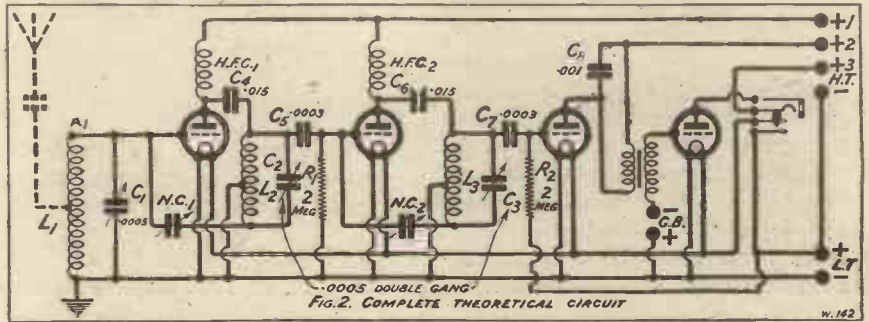 +1
H.F.C.1
H.F.C.2
C8
.001
+2
+3
H.T.
-
C4
.015
C6
.015
A1
C5
.0003
C7
.0003
C1
.0005
N.C.1
C2
L2
R1
2
MEG
N.C.2
L3
C3
R2
2
MEG
L1
-
G.B.
+
+
L.T
-
.0005 DOUBLE GANG
FIG.2. COMPLETE THEORETICAL CIRCUIT
W.142